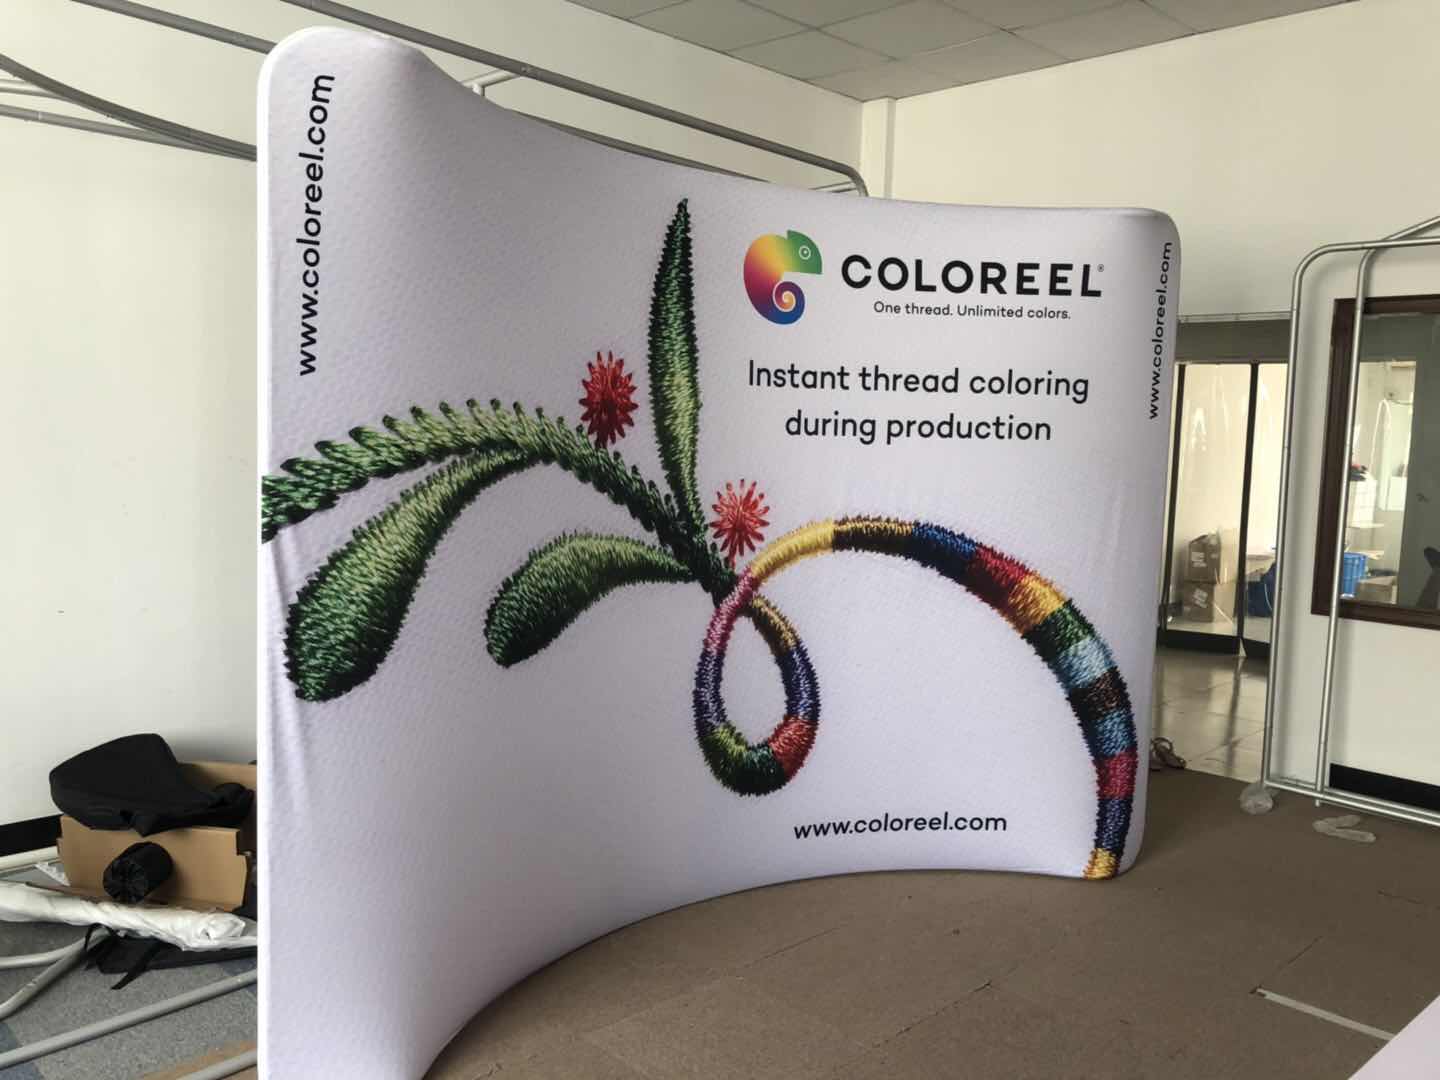 www.coloreel.com
COLOREEL®
One thread. Unlimited colors.
Instant thread coloring
during production
www.coloreel.com
www.coloreel.com